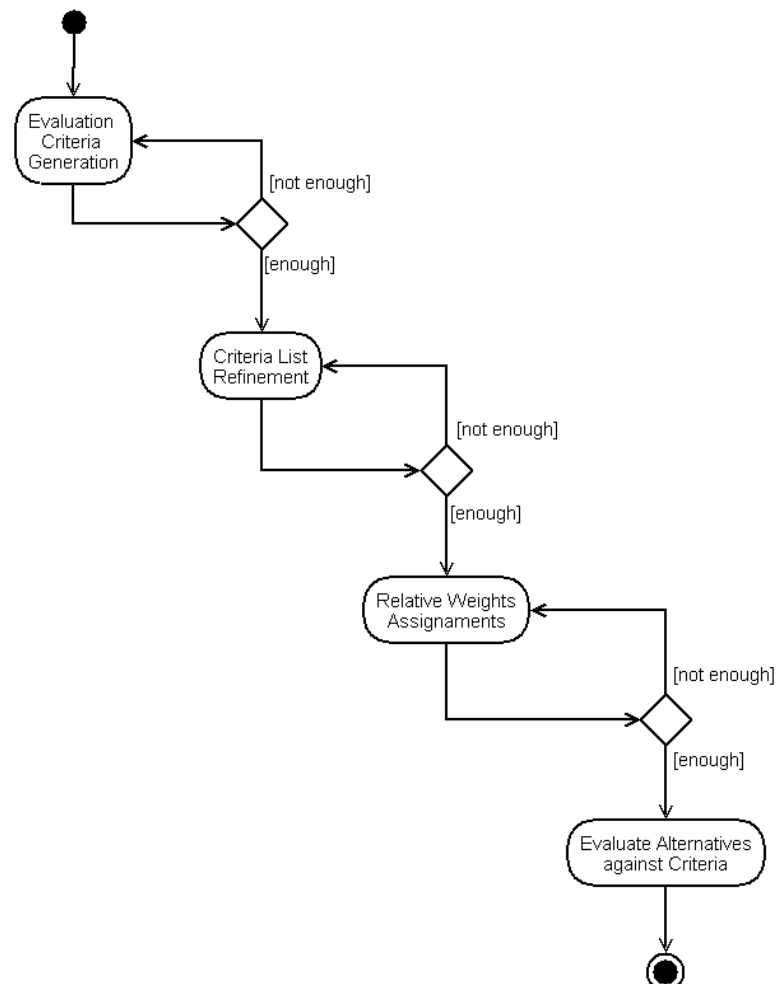 Evaluation
Criteria
Generation
[not enough]
[enough]
Criteria List
Refinement
[not enough]
[enough]
Relative Weights
Assignaments
[not enough]
[enough]
Evaluate Alternatives
against Criteria